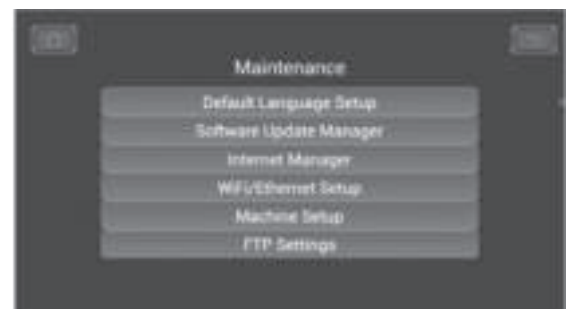 Maintenance
Default Language Setup
Software Update Manager
Internet Manager
WiFi/Ethernet Setup
Machine Setup
FTP Settings